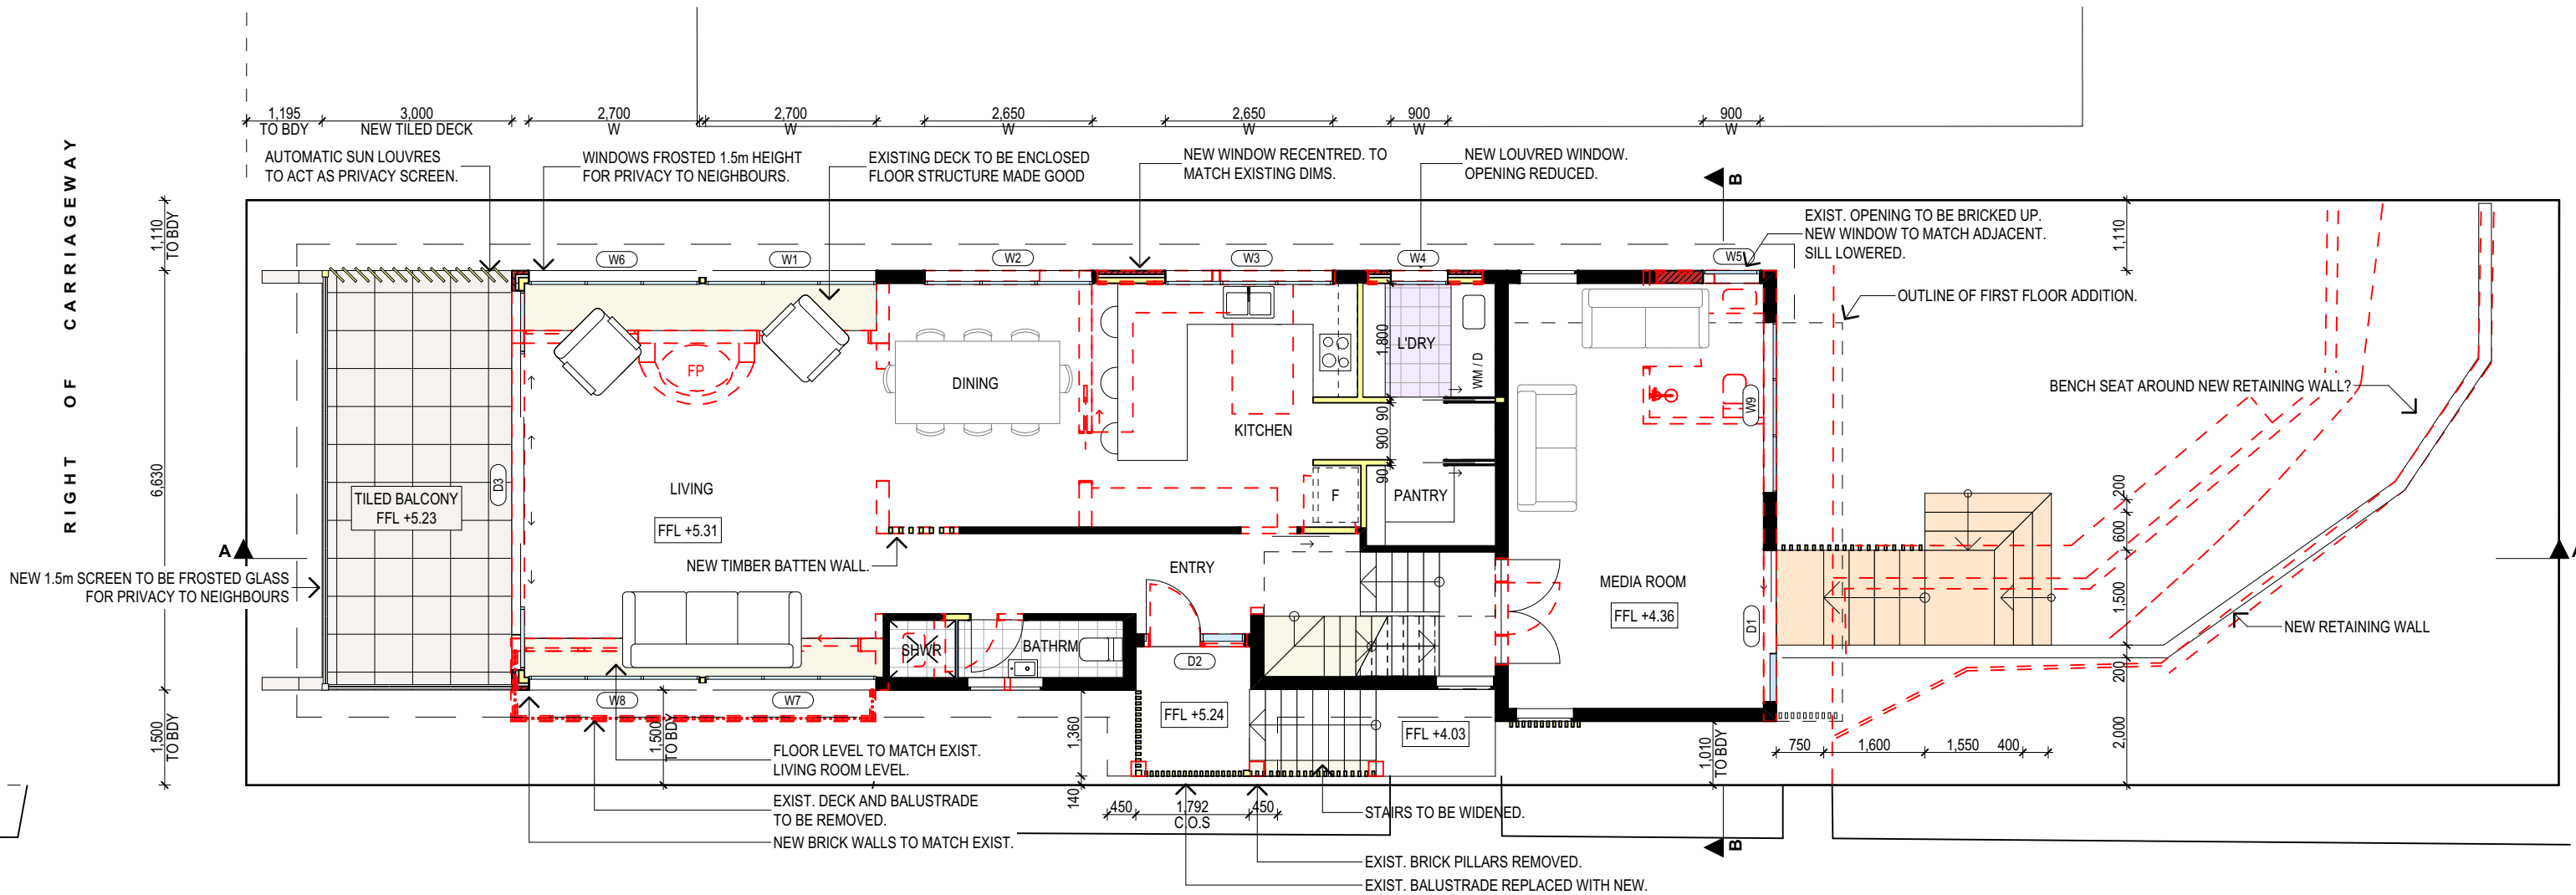 1,195
TO BDY
3,000
NEW TILED DECK
2,700
W
2,700
W
2,650
W
2,650
W
900
W
900
W
AUTOMATIC SUN LOUVRES
TO ACT AS PRIVACY SCREEN.
WINDOWS FROSTED 1.5m HEIGHT
FOR PRIVACY TO NEIGHBOURS.
EXISTING DECK TO BE ENCLOSED
FLOOR STRUCTURE MADE GOOD
NEW WINDOW RECENTRED. TO
MATCH EXISTING DIMS.
NEW LOUVRED WINDOW.
OPENING REDUCED.
B
EXIST. OPENING TO BE BRICKED UP.
NEW WINDOW TO MATCH ADJACENT.
SILL LOWERED.
OUTLINE OF FIRST FLOOR ADDITION.
RIGHT OF CARRIAGEWAY
1,110
TO BDY
1,110
W6
W1
W2
W3
W4
W5
FP
DINING
KITCHEN
1,800
L'DRY
WM / D
W9
BENCH SEAT AROUND NEW RETAINING WALL?
90
900
90
6,630
D3
TILED BALCONY
FFL +5.23
LIVING
FFL +5.31
F
PANTRY
200
600
1,500
200
2,000
A
A
NEW 1.5m SCREEN TO BE FROSTED GLASS
FOR PRIVACY TO NEIGHBOURS
NEW TIMBER BATTEN WALL.
ENTRY
MEDIA ROOM
FFL +4.36
D1
NEW RETAINING WALL
SHWR
BATHRM
D2
W8
W7
1,500
TO BDY
1,500
TO BDY
1,360
140
FFL +5.24
FFL +4.03
1,010
TO BDY
750
1,600
1,550
400
FLOOR LEVEL TO MATCH EXIST.
LIVING ROOM LEVEL.
EXIST. DECK AND BALUSTRADE
TO BE REMOVED.
NEW BRICK WALLS TO MATCH EXIST.
450
1,792
C.O.S
450
STAIRS TO BE WIDENED.
B
EXIST. BRICK PILLARS REMOVED.
EXIST. BALUSTRADE REPLACED WITH NEW.